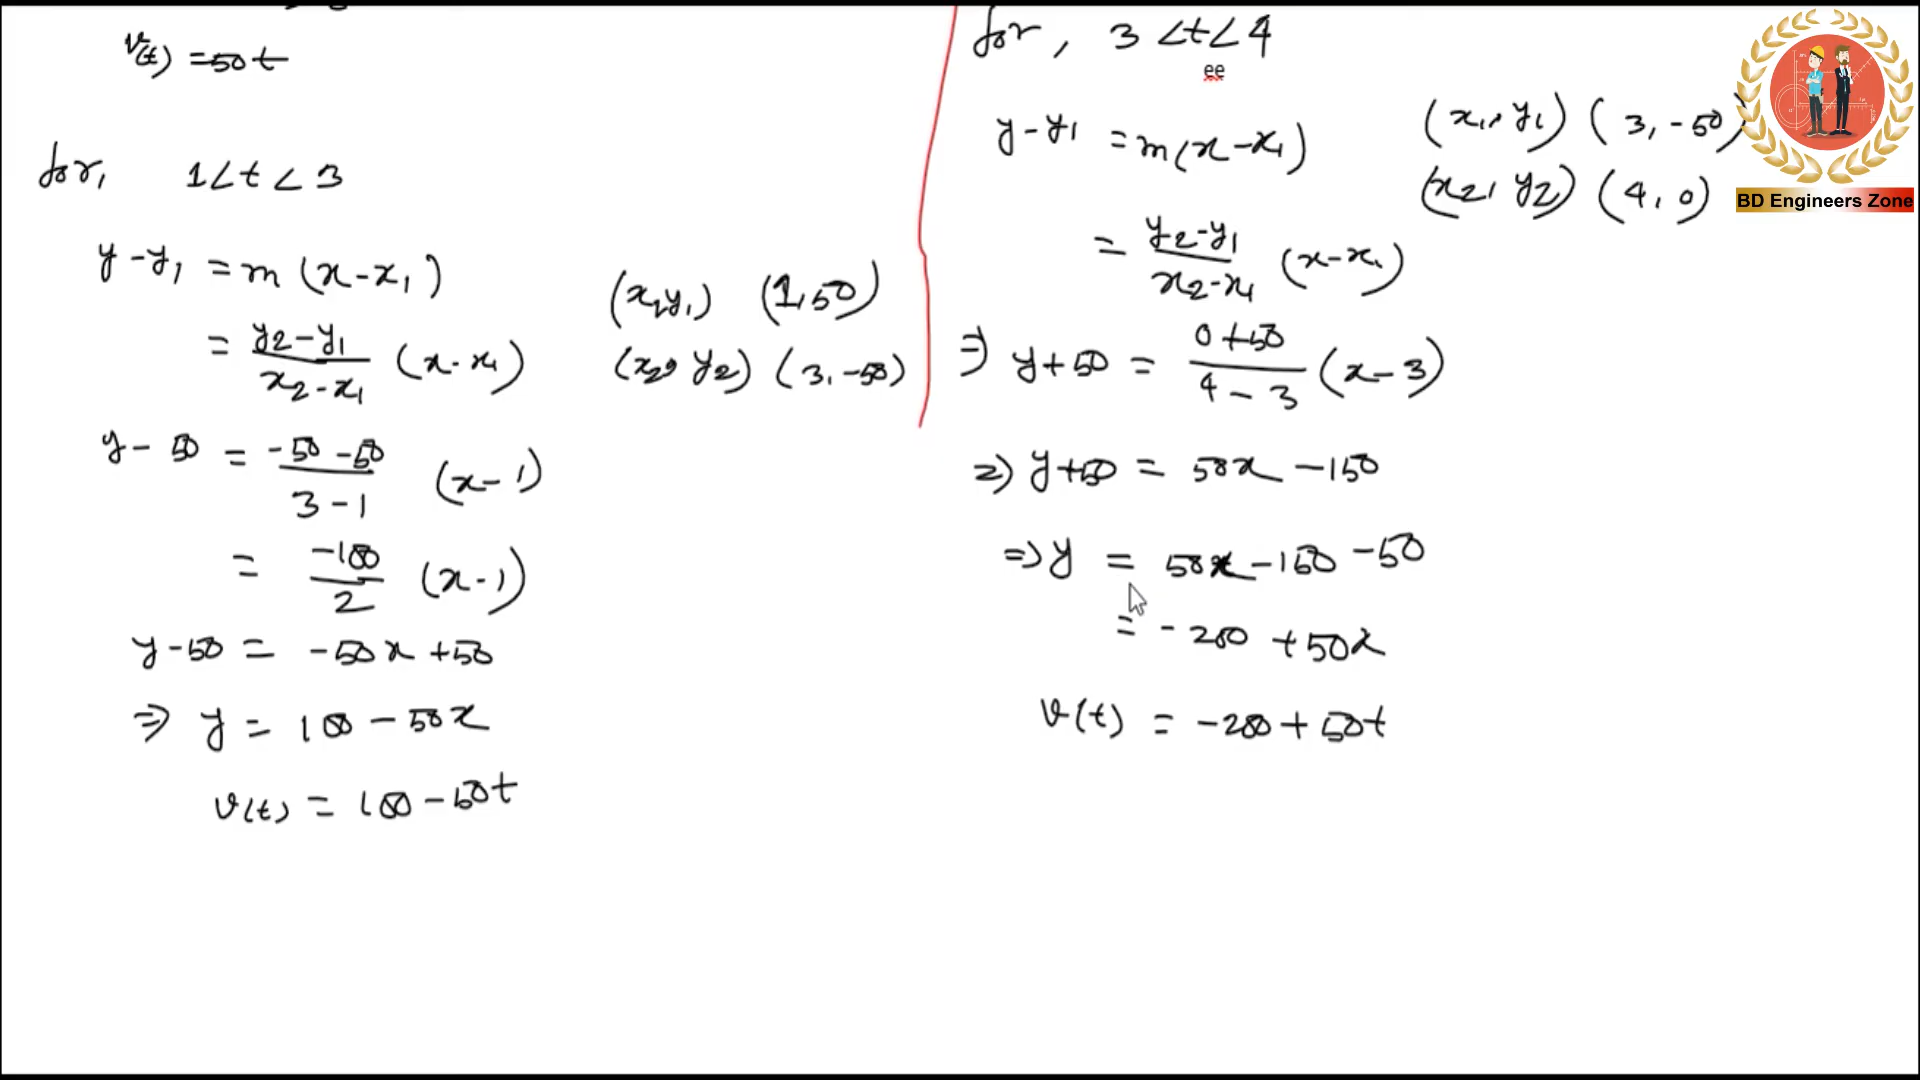 v(t) = 50t
for, 1<t<3
y-y₁ = m(x-x₁)
(x₁,y₁) (1,50)
= y₂-y₁ / x₂-x₁ (x-x₁)
(x₂, y₂) (3,-50)
y-50 = -50-50 / 3-1 (x-1)
= -100 / 2 (x-1)
y-50 = -50x+50
⇒ y = 100-50x
v(t) = 100-50t
for, 3<t<4
ee
y-y₁ = m(x-x₁)
(x₁, y₁) (3,-50)
(x₂, y₂) (4, 0)
= y₂-y₁ / x₂-x₁ (x-x₁)
⇒ y+50 = 0+50 / 4-3 (x-3)
⇒ y+50 = 50x-150
⇒ y = 50x-150-50
= -200+50x
v(t) = -200+50t
BD Engineers Zone